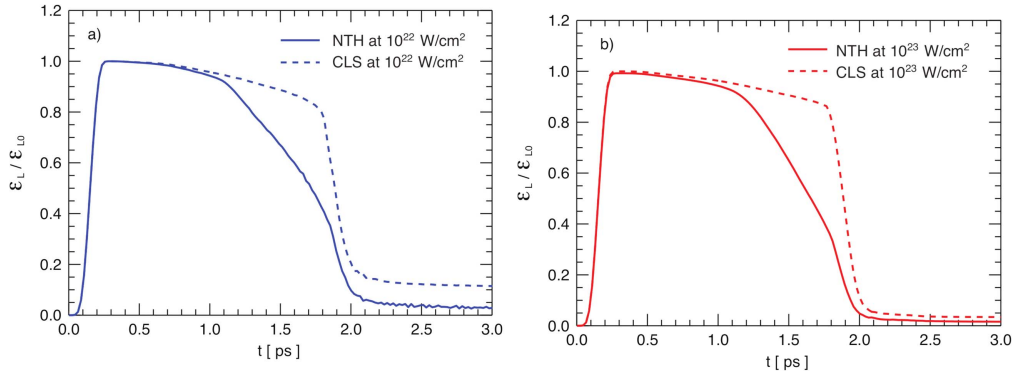 a)
NTH at 10²² W/cm²
CLS at 10²² W/cm²
1.2
1.0
0.8
0.6
0.4
0.2
0.0
ε_L / ε_L0
0.0 0.5 1.0 1.5 2.0 2.5 3.0
t [ ps ]
b)
NTH at 10²³ W/cm²
CLS at 10²³ W/cm²
1.2
1.0
0.8
0.6
0.4
0.2
0.0
ε_L / ε_L0
0.0 0.5 1.0 1.5 2.0 2.5 3.0
t [ ps ]